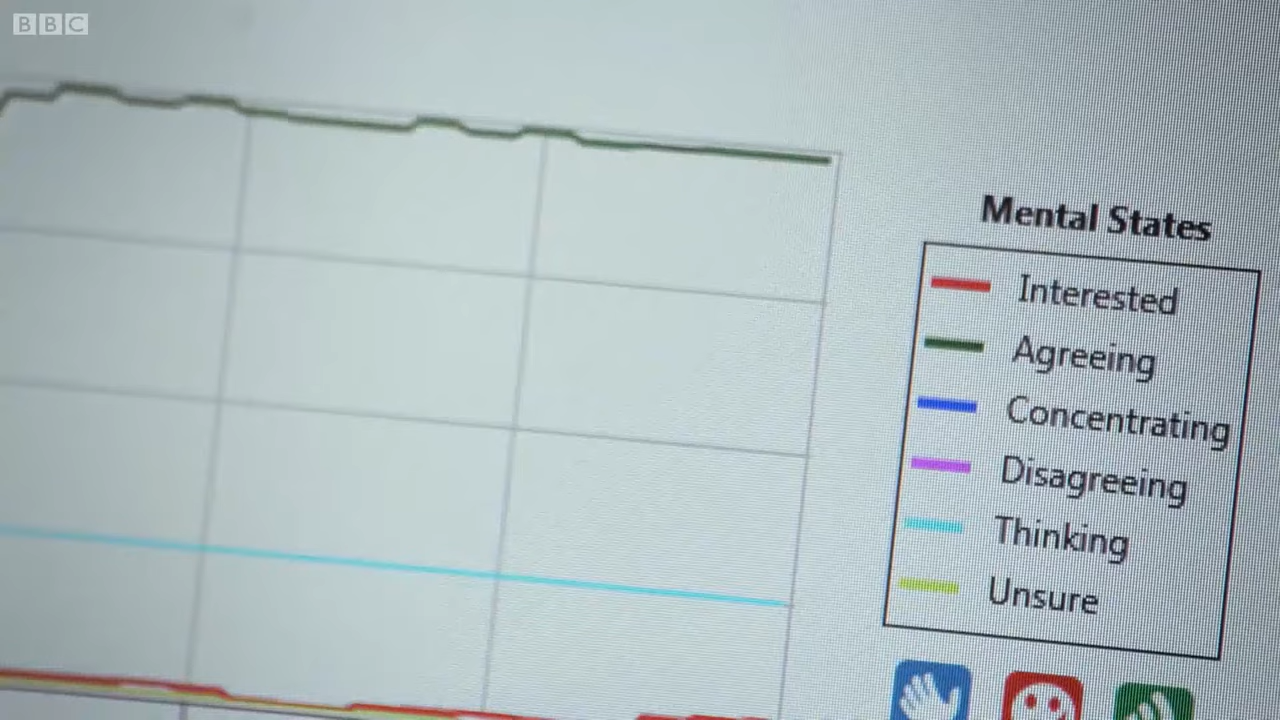 BBC
Mental States
Interested
Agreeing
Concentrating
Disagreeing
Thinking
Unsure